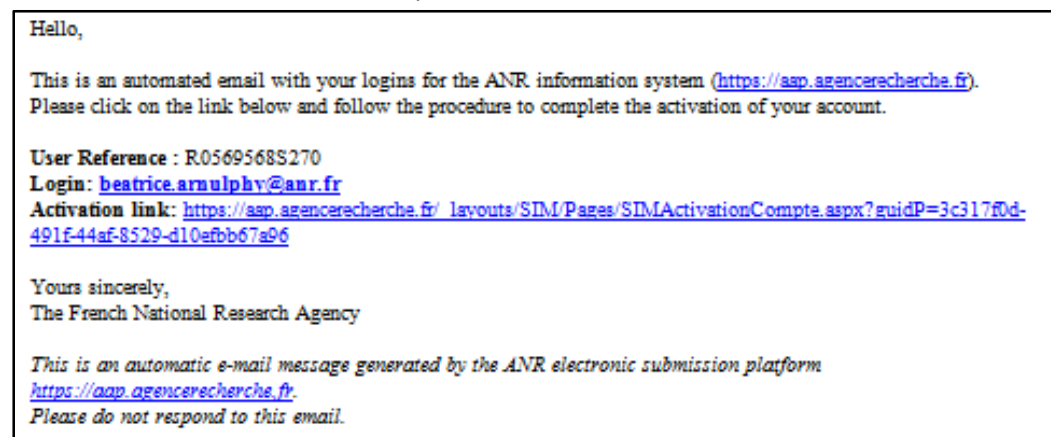 Hello,
This is an automated email with your logins for the ANR information system (https://aap.agencerecherche.fr).
Please click on the link below and follow the procedure to complete the activation of your account.
User Reference : R0569568S270
Login: beatrice.arnulphy@anr.fr
Activation link: https://aap.agencerecherche.fr/_layouts/SIM/Pages/SIMActivationCompte.aspx?guidP=3c317f0d-
491f-44af-8529-d10efbb67a96
Yours sincerely,
The French National Research Agency
This is an automatic e-mail message generated by the ANR electronic submission platform
https://aap.agencerecherche.fr.
Please do not respond to this email.